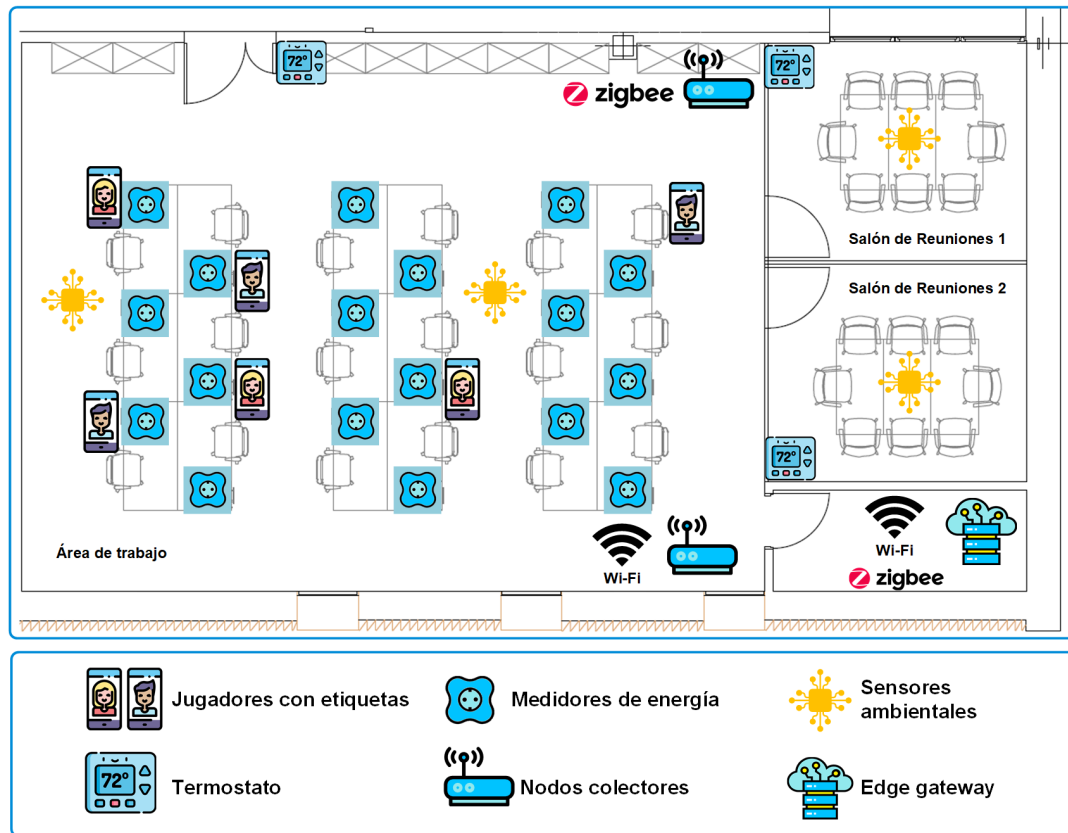 72°
72°
zigbee
Salón de Reuniones 1
Salón de Reuniones 2
72°
Área de trabajo
Wi-Fi
Wi-Fi
zigbee
Jugadores con etiquetas
Medidores de energía
Sensores
ambientales
72°
Termostato
Nodos colectores
Edge gateway